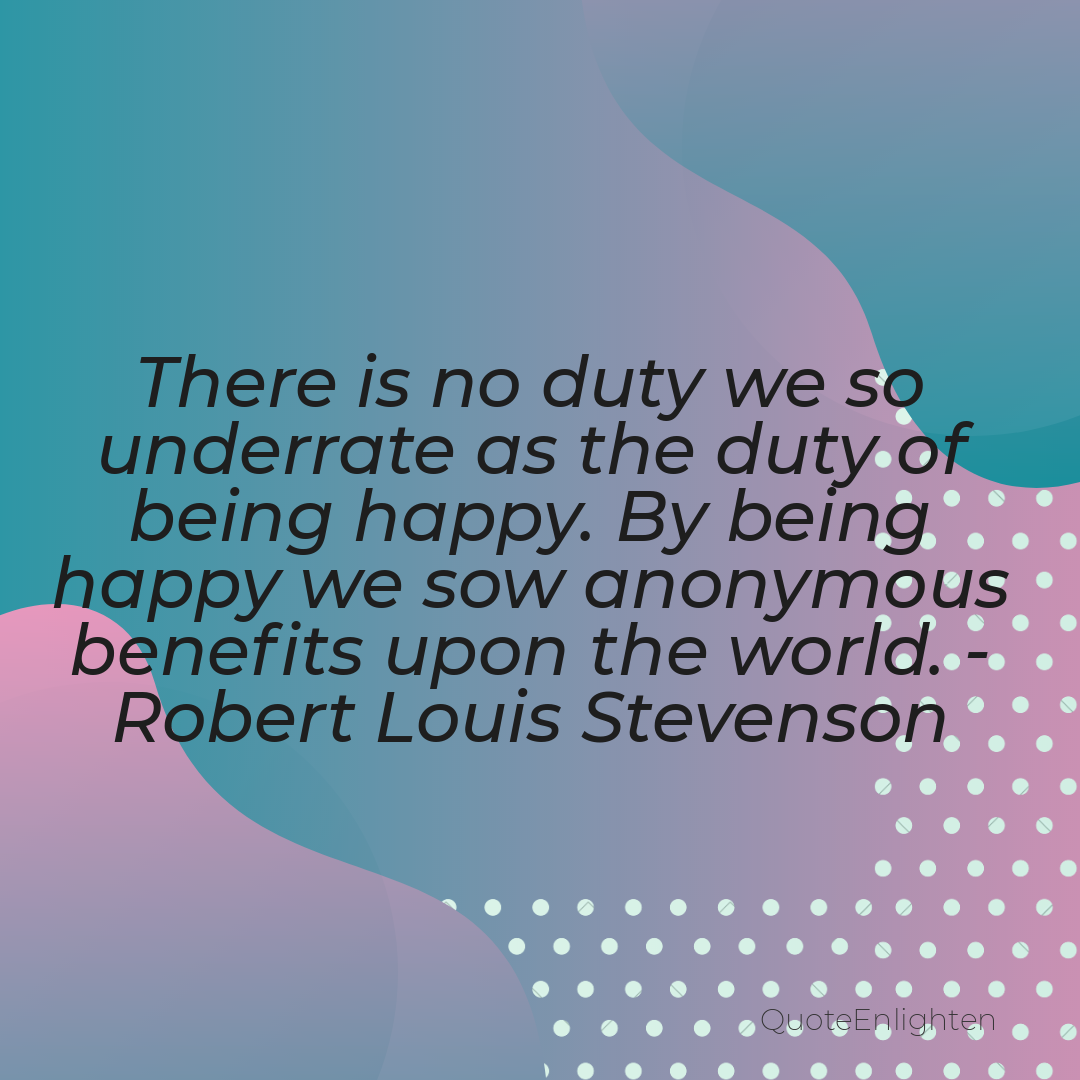 There is no duty we so
underrate as the duty of
being happy. By being
happy we sow anonymous
benefits upon the world. -
Robert Louis Stevenson
QuoteEnlighten